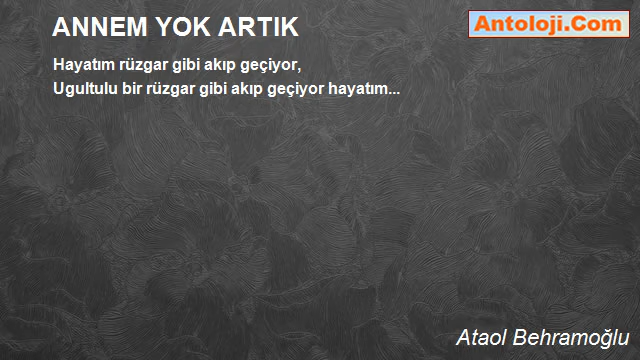 ANNEM YOK ARTIK
Antoloji.Com
Hayatım rüzgar gibi akıp geçiyor,
Ugultulu bir rüzgar gibi akıp geçiyor hayatım...
Ataol Behramoğlu